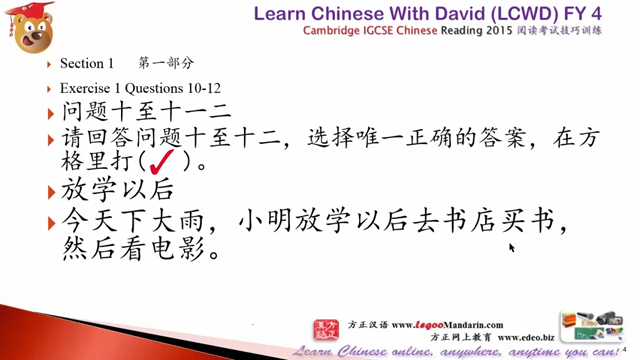 Learn Chinese With David (LCWD) FY 4
Cambridge IGCSE Chinese Reading 2015 阅读考试技巧训练
Section 1 第一部分
Exercise 1 Questions 10-12
问题十至十一二
请回答问题十至十二，选择唯一正确的答案，在方
格里打(✓)。
放学以后
今天下大雨，小明放学以后去书店买书，
然后看电影。
方正汉语 www.LegooMandarin.com
方正网上教育 www.edeo.biz
Learn Chinese online, anywhere, anytime you can!
4